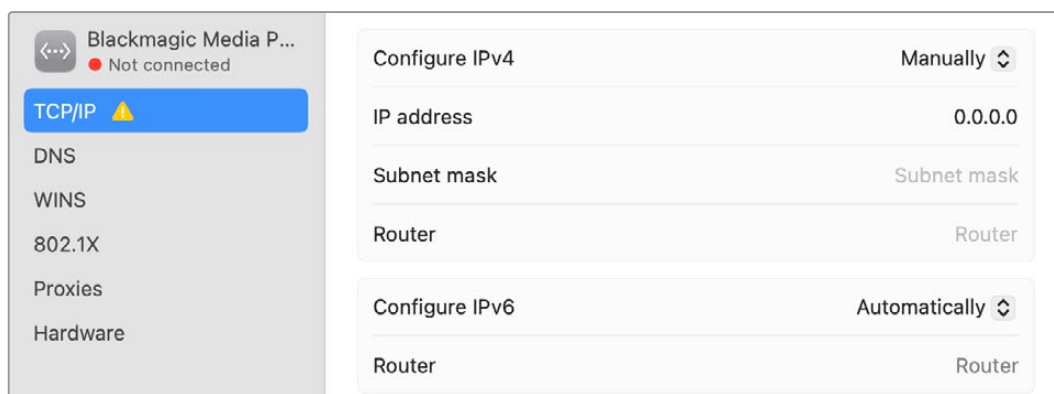 Blackmagic Media P...
Not connected
TCP/IP
DNS
WINS
802.1X
Proxies
Hardware
Configure IPv4 Manually
IP address 0.0.0.0
Subnet mask Subnet mask
Router Router
Configure IPv6 Automatically
Router Router